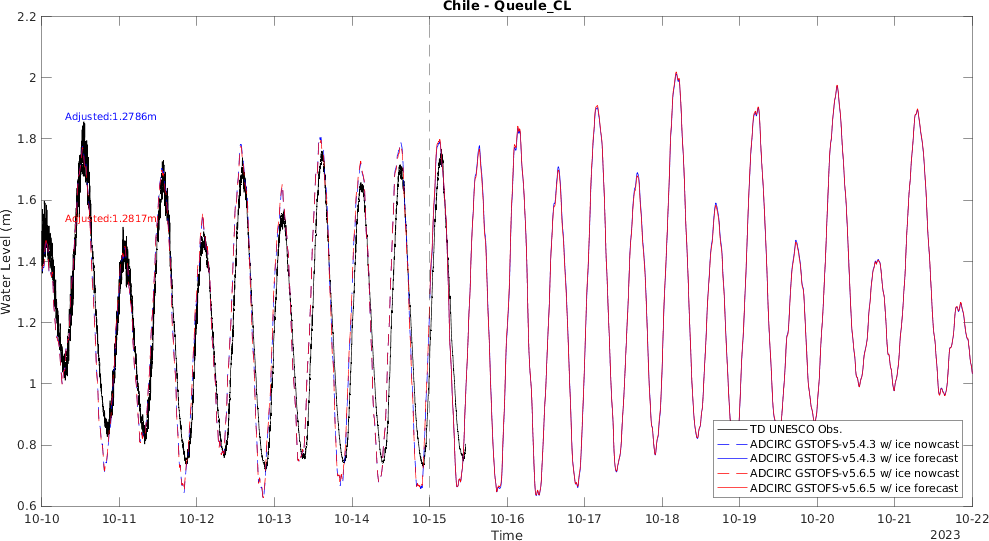 Chile - Queule_CL
2.2
2
1.8
1.6
1.4
1.2
1
0.8
0.6
Water Level (m)
Adjusted:1.2786m
Adjusted:1.2817m
TD UNESCO Obs.
ADCIRC GSTOFS-v5.4.3 w/ ice nowcast
ADCIRC GSTOFS-v5.4.3 w/ ice forecast
ADCIRC GSTOFS-v5.6.5 w/ ice nowcast
ADCIRC GSTOFS-v5.6.5 w/ ice forecast
10-10 10-11 10-12 10-13 10-14 10-15 10-16 10-17 10-18 10-19 10-20 10-21 10-22
Time
2023